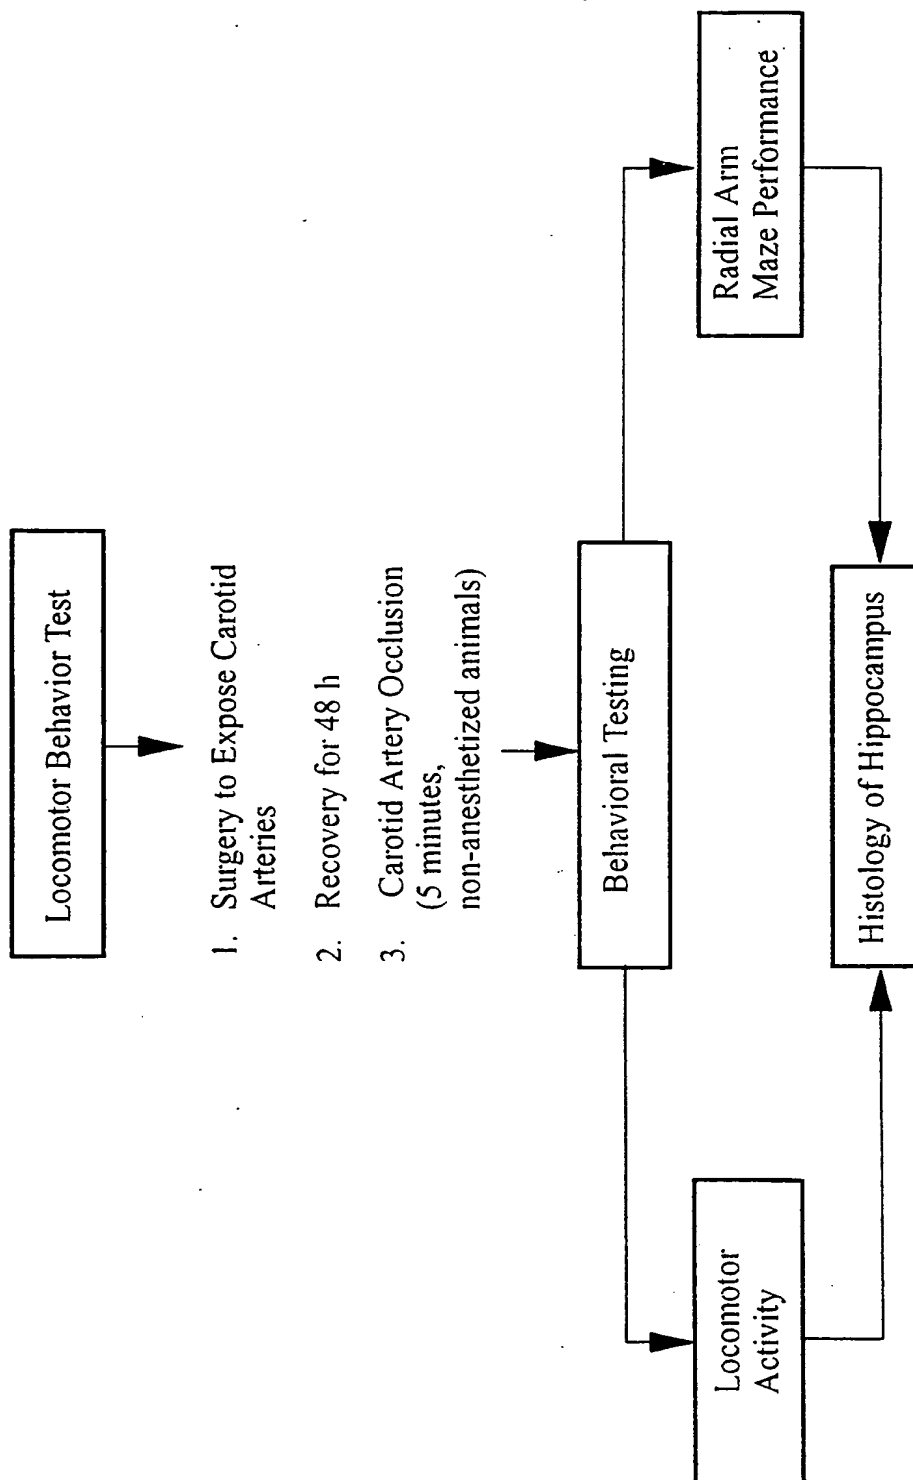 Locomotor Behavior Test
1. Surgery to Expose Carotid
Arteries
2. Recovery for 48 h
3. Carotid Artery Occlusion
(5 minutes,
non-anesthetized animals)
Behavioral Testing
Locomotor
Activity
Radial Arm
Maze Performance
Histology of Hippocampus